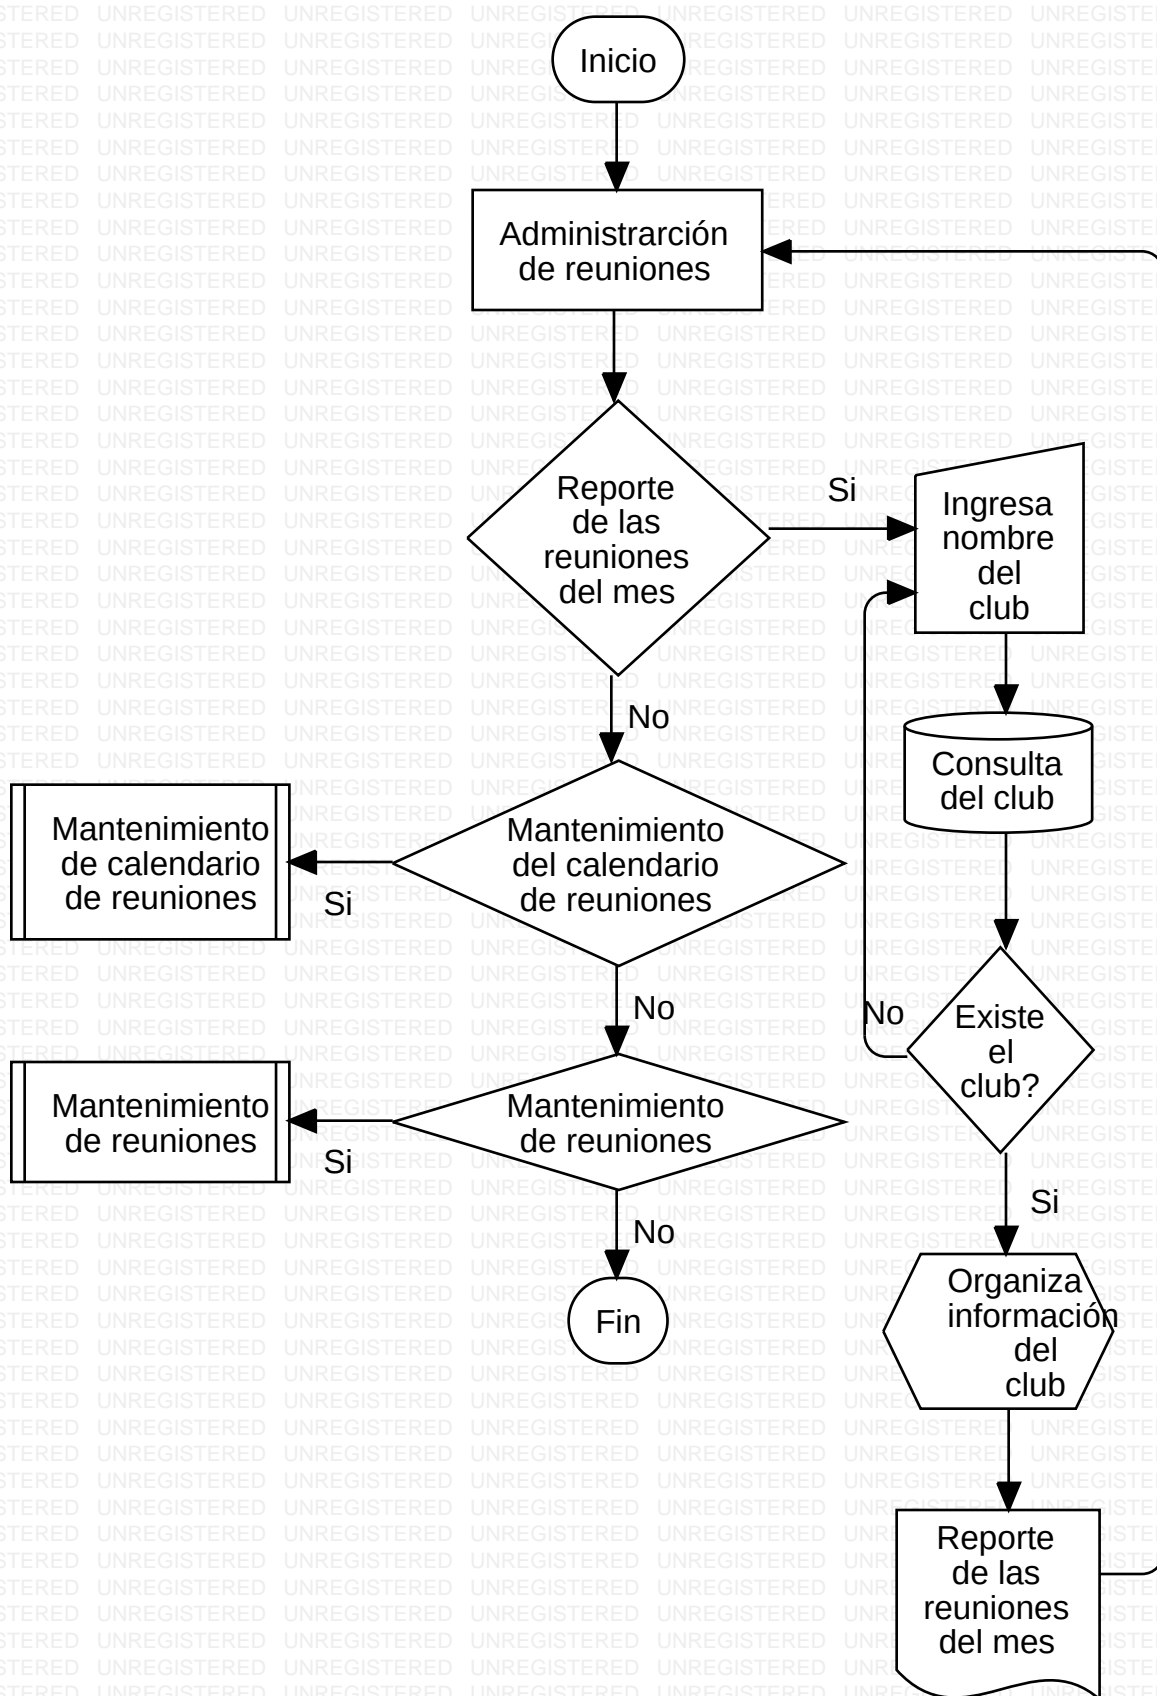 Inicio
Administrarción
de reuniones
Reporte
de las
reuniones
del mes
Si
Ingresa
nombre
del
club
No
Consulta
del club
Mantenimiento
de calendario
de reuniones
Si
Mantenimiento
del calendario
de reuniones
No
No
Existe
el
club?
Mantenimiento
de reuniones
Si
Mantenimiento
de reuniones
Si
No
Organiza
información
del
club
Fin
Reporte
de las
reuniones
del mes
UNREGISTERED